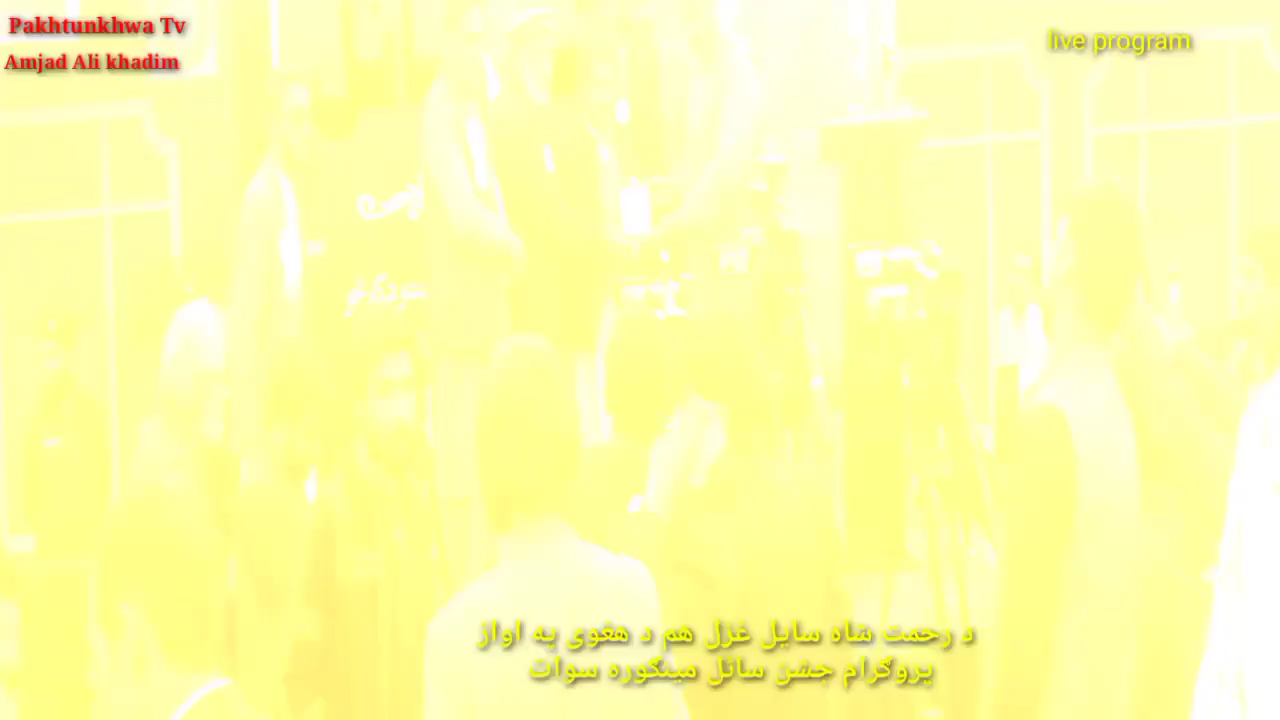 Pakhtunkhwa Tv
Amjad Ali khadim
live program
د رحمت شاه سایل غزل هم د هغوی په اواز
پروګرام جشن سائل مینګوره سوات